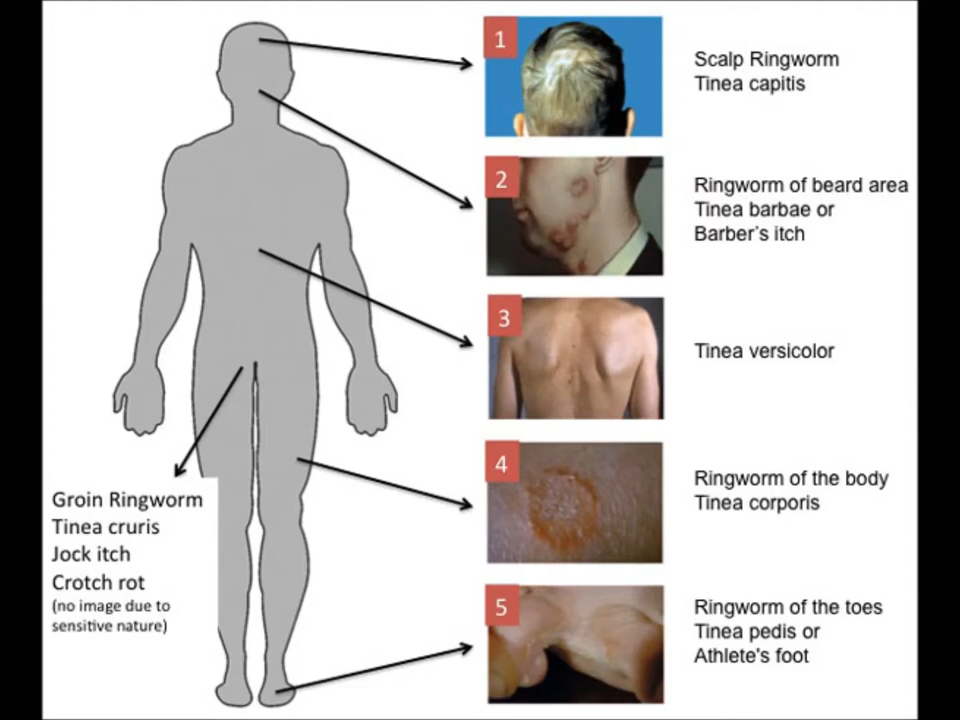 1
Scalp Ringworm
Tinea capitis
2
Ringworm of beard area
Tinea barbae or
Barber's itch
3
Tinea versicolor
4
Ringworm of the body
Tinea corporis
5
Ringworm of the toes
Tinea pedis or
Athlete's foot
Groin Ringworm
Tinea cruris
Jock itch
Crotch rot
(no image due to
sensitive nature)